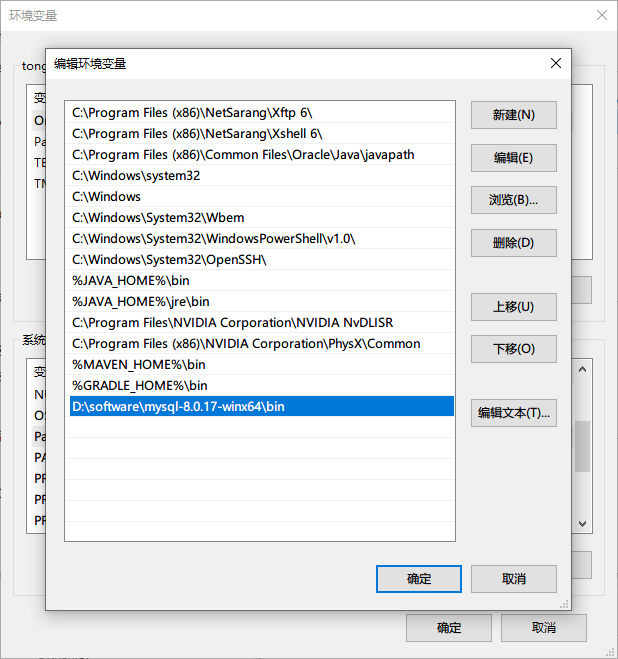 环境变量
编辑环境变量
tong
C:\Program Files (x86)\NetSarang\Xftp 6\
C:\Program Files (x86)\NetSarang\Xshell 6\
C:\Program Files (x86)\Common Files\Oracle\Java\javapath
C:\Windows\system32
C:\Windows
C:\Windows\System32\Wbem
C:\Windows\System32\WindowsPowerShell\v1.0\
C:\Windows\System32\OpenSSH\
%JAVA_HOME%\bin
%JAVA_HOME%\jre\bin
C:\Program Files\NVIDIA Corporation\NVIDIA NvDLISR
C:\Program Files (x86)\NVIDIA Corporation\PhysX\Common
%MAVEN_HOME%\bin
%GRADLE_HOME%\bin
D:\software\mysql-8.0.17-winx64\bin
新建(N)
编辑(E)
浏览(B)...
删除(D)
上移(U)
下移(O)
编辑文本(T)...
确定
取消
变
Pa
TE
系统
变
NU
OS
Pa
PA
PR
PR
PR
确定
取消